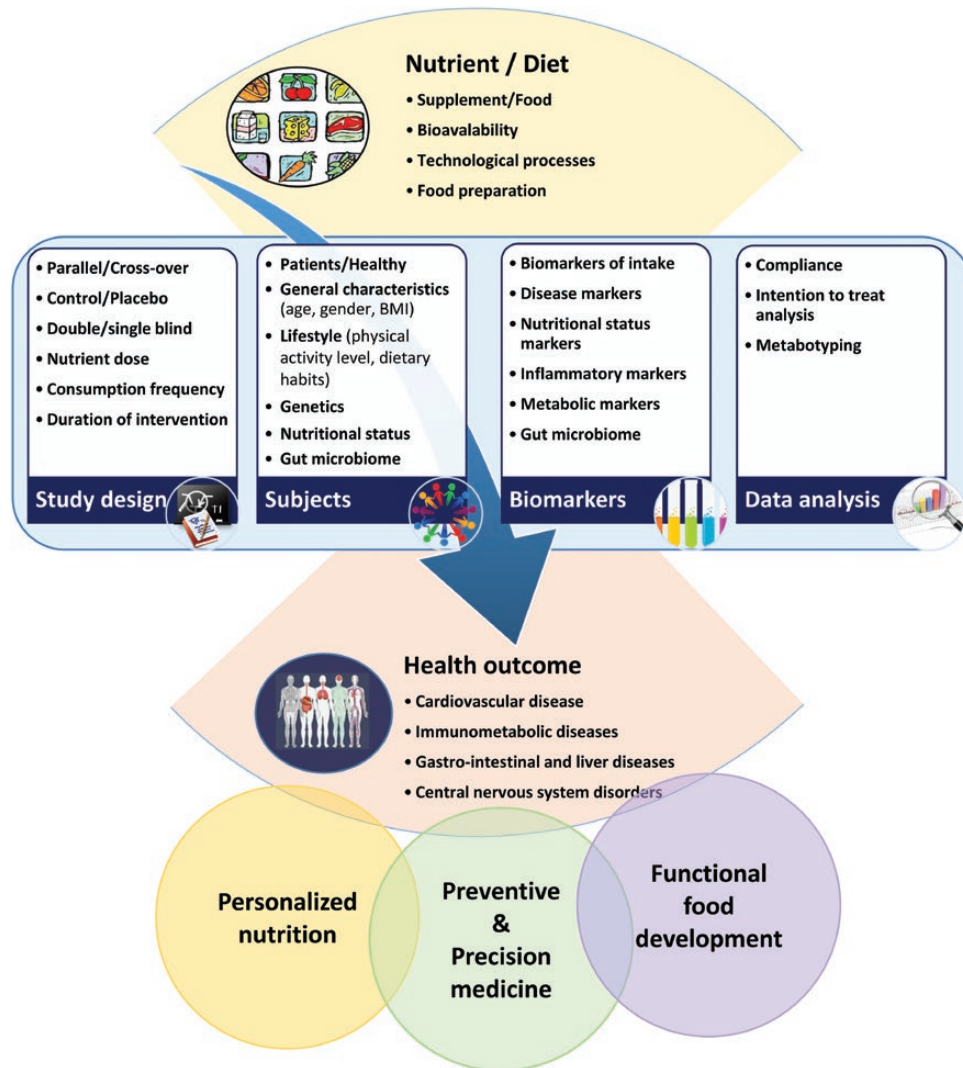 Nutrient / Diet
• Supplement/Food
• Bioavalability
• Technological processes
• Food preparation
• Parallel/Cross-over
• Control/Placebo
• Double/single blind
• Nutrient dose
• Consumption frequency
• Duration of intervention
Study design
• Patients/Healthy
• General characteristics
(age, gender, BMI)
• Lifestyle (physical
activity level, dietary
habits)
• Genetics
• Nutritional status
• Gut microbiome
Subjects
• Biomarkers of intake
• Disease markers
• Nutritional status
markers
• Inflammatory markers
• Metabolic markers
• Gut microbiome
Biomarkers
• Compliance
• Intention to treat
analysis
• Metabotyping
Data analysis
Health outcome
• Cardiovascular disease
• Immunometabolic diseases
• Gastro-intestinal and liver diseases
• Central nervous system disorders
Personalized
nutrition
Preventive
&
Precision
medicine
Functional
food
development